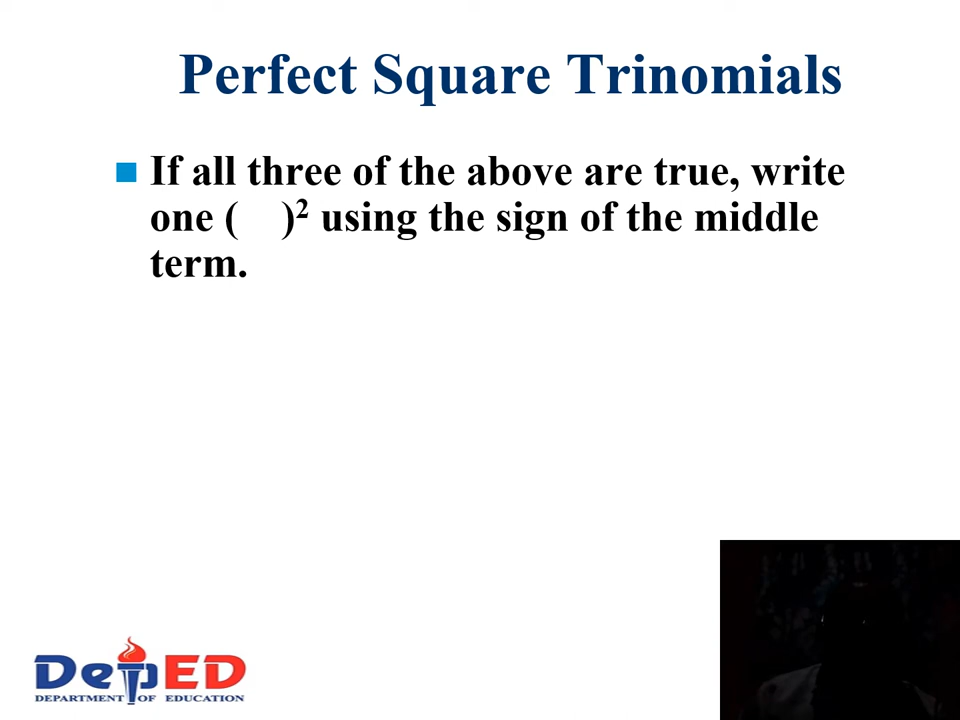 Perfect Square Trinomials
If all three of the above are true, write
one (    )² using the sign of the middle
term.
DepED
DEPARTMENT OF EDUCATION